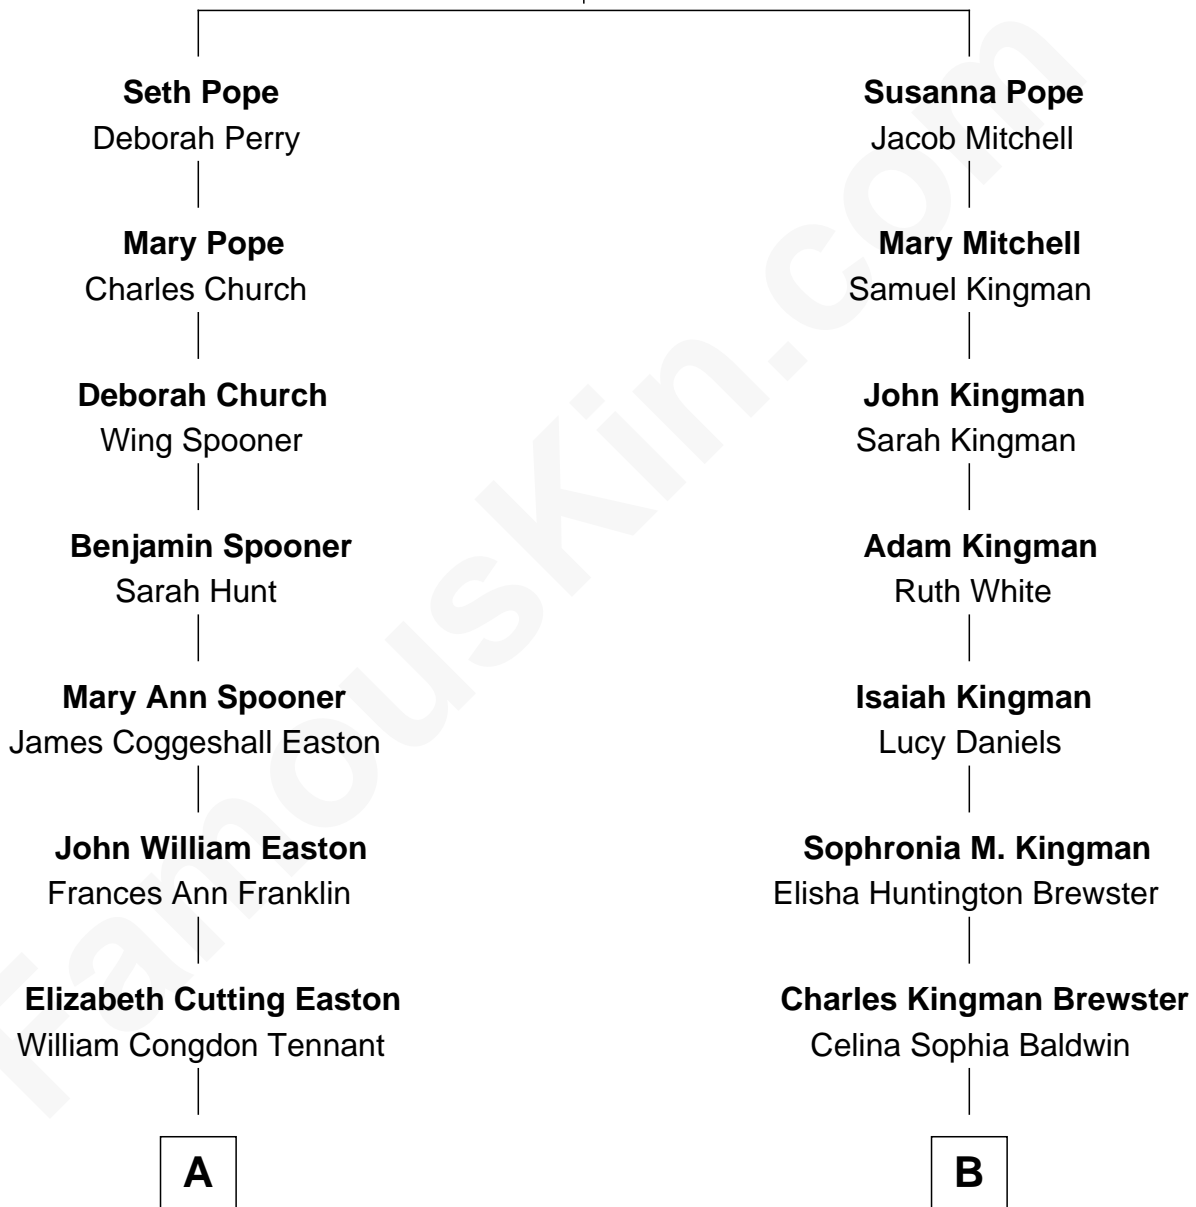 Seth Pope
Deborah Perry
Mary Pope
Charles Church
Deborah Church
Wing Spooner
Benjamin Spooner
Sarah Hunt
Mary Ann Spooner
James Coggeshall Easton
John William Easton
Frances Ann Franklin
Elizabeth Cutting Easton
William Congdon Tennant
A
Susanna Pope
Jacob Mitchell
Mary Mitchell
Samuel Kingman
John Kingman
Sarah Kingman
Adam Kingman
Ruth White
Isaiah Kingman
Lucy Daniels
Sophronia M. Kingman
Elisha Huntington Brewster
Charles Kingman Brewster
Celina Sophia Baldwin
B
FamousKin.com